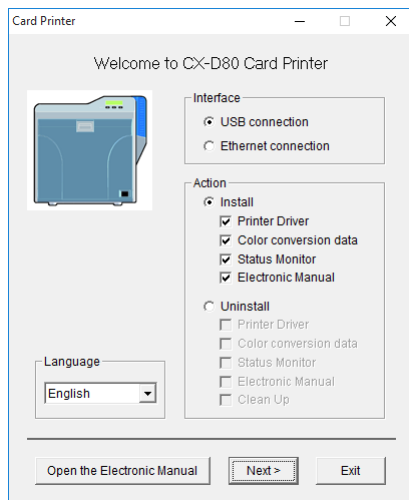 Card Printer
Welcome to CX-D80 Card Printer
Interface
USB connection
Ethernet connection
Action
Install
Printer Driver
Color conversion data
Status Monitor
Electronic Manual
Uninstall
Printer Driver
Color conversion data
Status Monitor
Electronic Manual
Clean Up
Language
English
Open the Electronic Manual
Next >
Exit